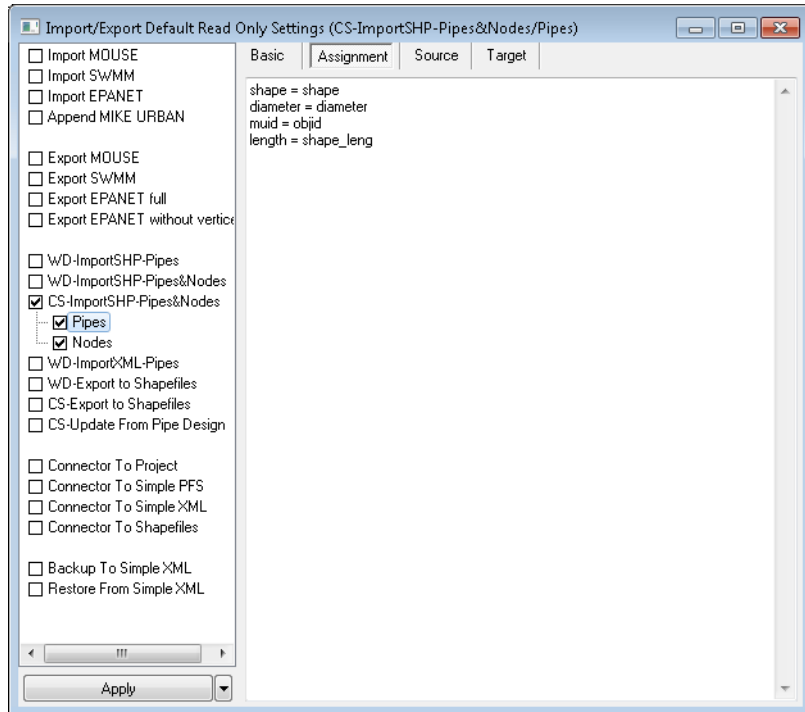 Import/Export Default Read Only Settings (CS-ImportSHP-Pipes&Nodes/Pipes)
Import MOUSE
Import SWMM
Import EPANET
Append MIKE URBAN
Export MOUSE
Export SWMM
Export EPANET full
Export EPANET without vertice
WD-ImportSHP-Pipes
WD-ImportSHP-Pipes&Nodes
CS-ImportSHP-Pipes&Nodes
Pipes
Nodes
WD-ImportXML-Pipes
WD-Export to Shapefiles
CS-Export to Shapefiles
CS-Update From Pipe Design
Connector To Project
Connector To Simple PFS
Connector To Simple XML
Connector To Shapefiles
Backup To Simple XML
Restore From Simple XML
Apply
Basic Assignment Source Target
shape = shape
diameter = diameter
muid = objid
length = shape_leng